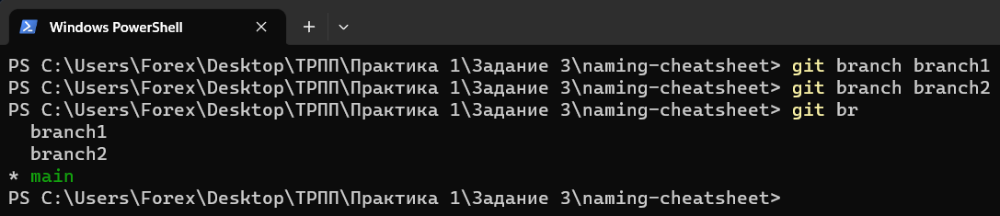 Windows PowerShell
PS C:\Users\Forex\Desktop\ТРПП\Практика 1\Задание 3\naming-cheatsheet> git branch branch1
PS C:\Users\Forex\Desktop\ТРПП\Практика 1\Задание 3\naming-cheatsheet> git branch branch2
PS C:\Users\Forex\Desktop\ТРПП\Практика 1\Задание 3\naming-cheatsheet> git br
  branch1
  branch2
* main
PS C:\Users\Forex\Desktop\ТРПП\Практика 1\Задание 3\naming-cheatsheet>